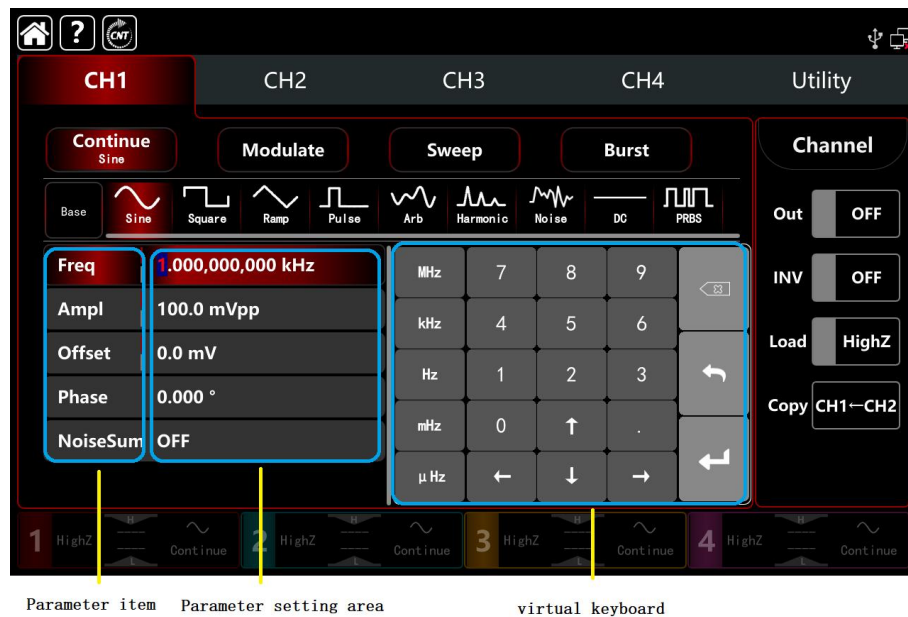 ? CNT
CH1 CH2 CH3 CH4 Utility
Continue
Sine
Modulate Sweep Burst Channel
Base Sine Square Ramp Pulse Arb Harmonic Noise DC PRBS
Out OFF
Freq 1.000,000,000 kHz
MHz 7 8 9
INV OFF
Ampl 100.0 mVpp
kHz 4 5 6
Load HighZ
Offset 0.0 mV
Hz 1 2 3
Phase 0.000 °
Copy CH1←CH2
mHz 0 ↑ .
NoiseSum OFF
μHz ← ↓ →
H H H H
1 HighZ Continue 2 HighZ Continue 3 HighZ Continue 4 HighZ Continue
L L L L
Parameter item Parameter setting area virtual keyboard